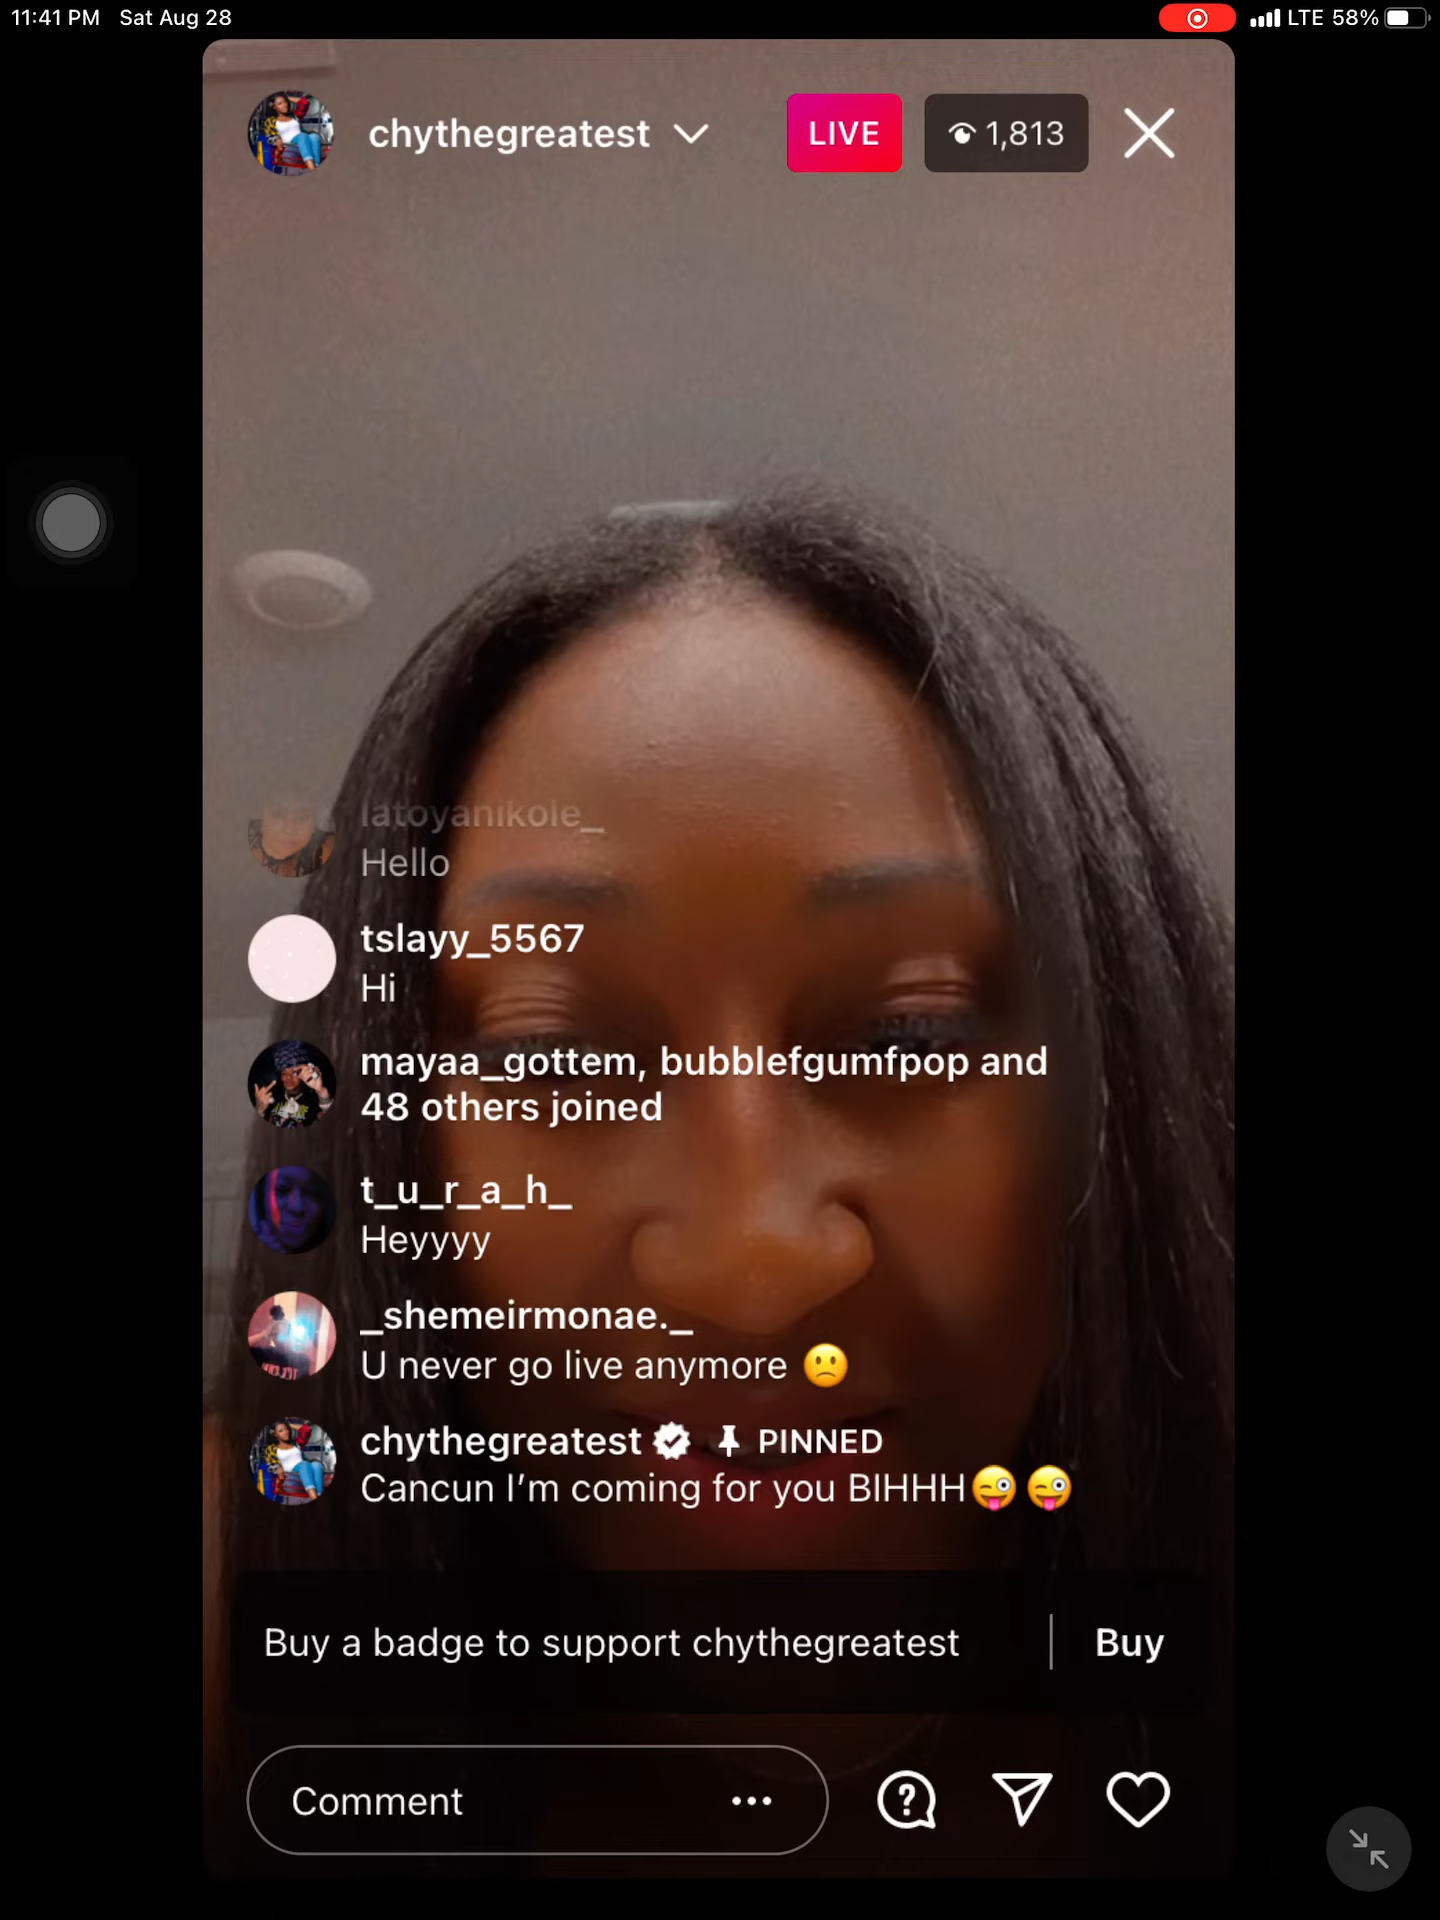 11:41 PM Sat Aug 28 LTE 58%
chythegreatest LIVE 1,813
latoyanikole_
Hello
tslayy_5567
Hi
mayaa_gottem, bubblefgumfpop and
48 others joined
t_u_r_a_h_
Heyyyy
_shemeirmonae._
U never go live anymore 🙁
chythegreatest PINNED
Cancun I’m coming for you BIHHH😜😜
Buy a badge to support chythegreatest Buy
Comment